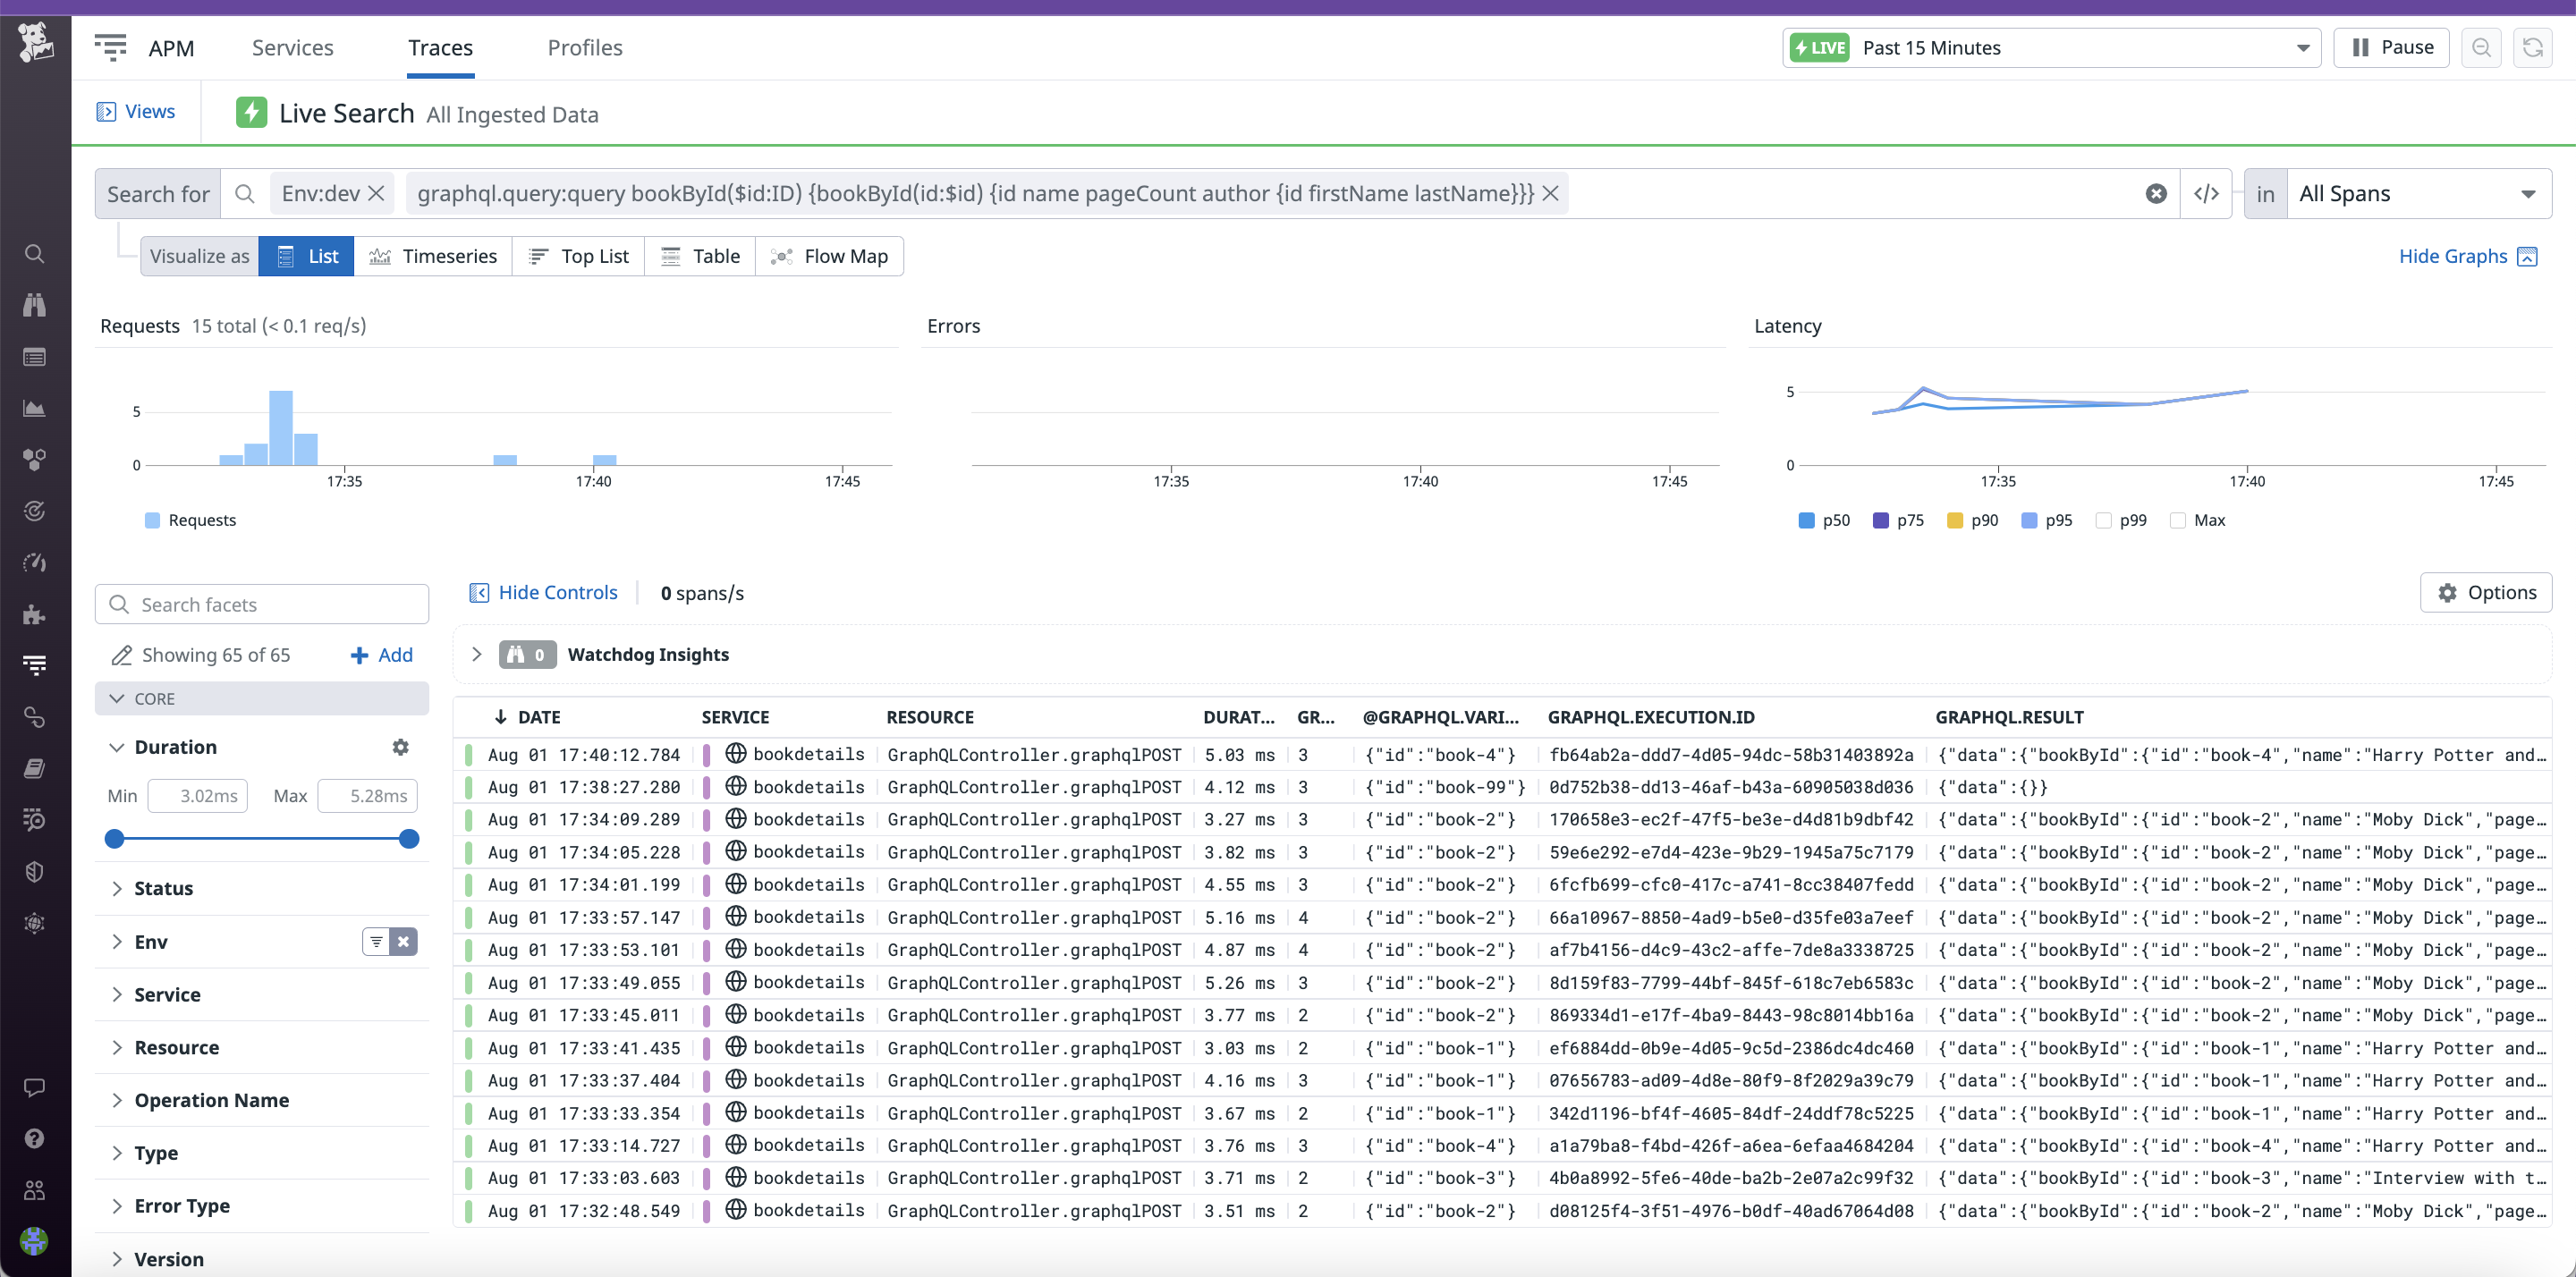 APM Services Traces Profiles LIVE Past 15 Minutes Pause
Views Live Search All Ingested Data
Search for Env:dev graphql.query:query bookById($id:ID) {bookById(id:$id) {id name pageCount author {id firstName lastName}}} </> in All Spans
Visualize as List Timeseries Top List Table Flow Map Hide Graphs
Requests 15 total (< 0.1 req/s)
5
0
17:35 17:40 17:45
Requests
Errors
17:35 17:40 17:45
Latency
5
0
17:35 17:40 17:45
p50 p75 p90 p95 p99 Max
Search facets
Showing 65 of 65 Add
CORE
Duration
Min 3.02ms Max 5.28ms
Status
Env
Service
Resource
Operation Name
Type
Error Type
Version
Hide Controls 0 spans/s Options
0 Watchdog Insights
DATE SERVICE RESOURCE DURAT... GR... @GRAPHQL.VARI... GRAPHQL.EXECUTION.ID GRAPHQL.RESULT
Aug 01 17:40:12.784 bookdetails GraphQLController.graphqlPOST 5.03 ms 3 {"id":"book-4"} fb64ab2a-ddd7-4d05-94dc-58b31403892a {"data":{"bookById":{"id":"book-4","name":"Harry Potter and…
Aug 01 17:38:27.280 bookdetails GraphQLController.graphqlPOST 4.12 ms 3 {"id":"book-99"} 0d752b38-dd13-46af-b43a-60905038d036 {"data":{}}
Aug 01 17:34:09.289 bookdetails GraphQLController.graphqlPOST 3.27 ms 3 {"id":"book-2"} 170658e3-ec2f-47f5-be3e-d4d81b9dbf42 {"data":{"bookById":{"id":"book-2","name":"Moby Dick","page…
Aug 01 17:34:05.228 bookdetails GraphQLController.graphqlPOST 3.82 ms 3 {"id":"book-2"} 59e6e292-e7d4-423e-9b29-1945a75c7179 {"data":{"bookById":{"id":"book-2","name":"Moby Dick","page…
Aug 01 17:34:01.199 bookdetails GraphQLController.graphqlPOST 4.55 ms 3 {"id":"book-2"} 6fcfb699-cfc0-417c-a741-8cc38407fedd {"data":{"bookById":{"id":"book-2","name":"Moby Dick","page…
Aug 01 17:33:57.147 bookdetails GraphQLController.graphqlPOST 5.16 ms 4 {"id":"book-2"} 66a10967-8850-4ad9-b5e0-d35fe03a7eef {"data":{"bookById":{"id":"book-2","name":"Moby Dick","page…
Aug 01 17:33:53.101 bookdetails GraphQLController.graphqlPOST 4.87 ms 4 {"id":"book-2"} af7b4156-d4c9-43c2-affe-7de8a3338725 {"data":{"bookById":{"id":"book-2","name":"Moby Dick","page…
Aug 01 17:33:49.055 bookdetails GraphQLController.graphqlPOST 5.26 ms 3 {"id":"book-2"} 8d159f83-7799-44bf-845f-618c7eb6583c {"data":{"bookById":{"id":"book-2","name":"Moby Dick","page…
Aug 01 17:33:45.011 bookdetails GraphQLController.graphqlPOST 3.77 ms 2 {"id":"book-2"} 869334d1-e17f-4ba9-8443-98c8014bb16a {"data":{"bookById":{"id":"book-2","name":"Moby Dick","page…
Aug 01 17:33:41.435 bookdetails GraphQLController.graphqlPOST 3.03 ms 2 {"id":"book-1"} ef6884dd-0b9e-4d05-9c5d-2386dc4dc460 {"data":{"bookById":{"id":"book-1","name":"Harry Potter and…
Aug 01 17:33:37.404 bookdetails GraphQLController.graphqlPOST 4.16 ms 3 {"id":"book-1"} 07656783-ad09-4d8e-80f9-8f2029a39c79 {"data":{"bookById":{"id":"book-1","name":"Harry Potter and…
Aug 01 17:33:33.354 bookdetails GraphQLController.graphqlPOST 3.67 ms 2 {"id":"book-1"} 342d1196-bf4f-4605-84df-24ddf78c5225 {"data":{"bookById":{"id":"book-1","name":"Harry Potter and…
Aug 01 17:33:14.727 bookdetails GraphQLController.graphqlPOST 3.76 ms 3 {"id":"book-4"} a1a79ba8-f4bd-426f-a6ea-6efaa4684204 {"data":{"bookById":{"id":"book-4","name":"Harry Potter and…
Aug 01 17:33:03.603 bookdetails GraphQLController.graphqlPOST 3.71 ms 2 {"id":"book-3"} 4b0a8992-5fe6-40de-ba2b-2e07a2c99f32 {"data":{"bookById":{"id":"book-3","name":"Interview with t…
Aug 01 17:32:48.549 bookdetails GraphQLController.graphqlPOST 3.51 ms 2 {"id":"book-2"} d08125f4-3f51-4976-b0df-40ad67064d08 {"data":{"bookById":{"id":"book-2","name":"Moby Dick","page…